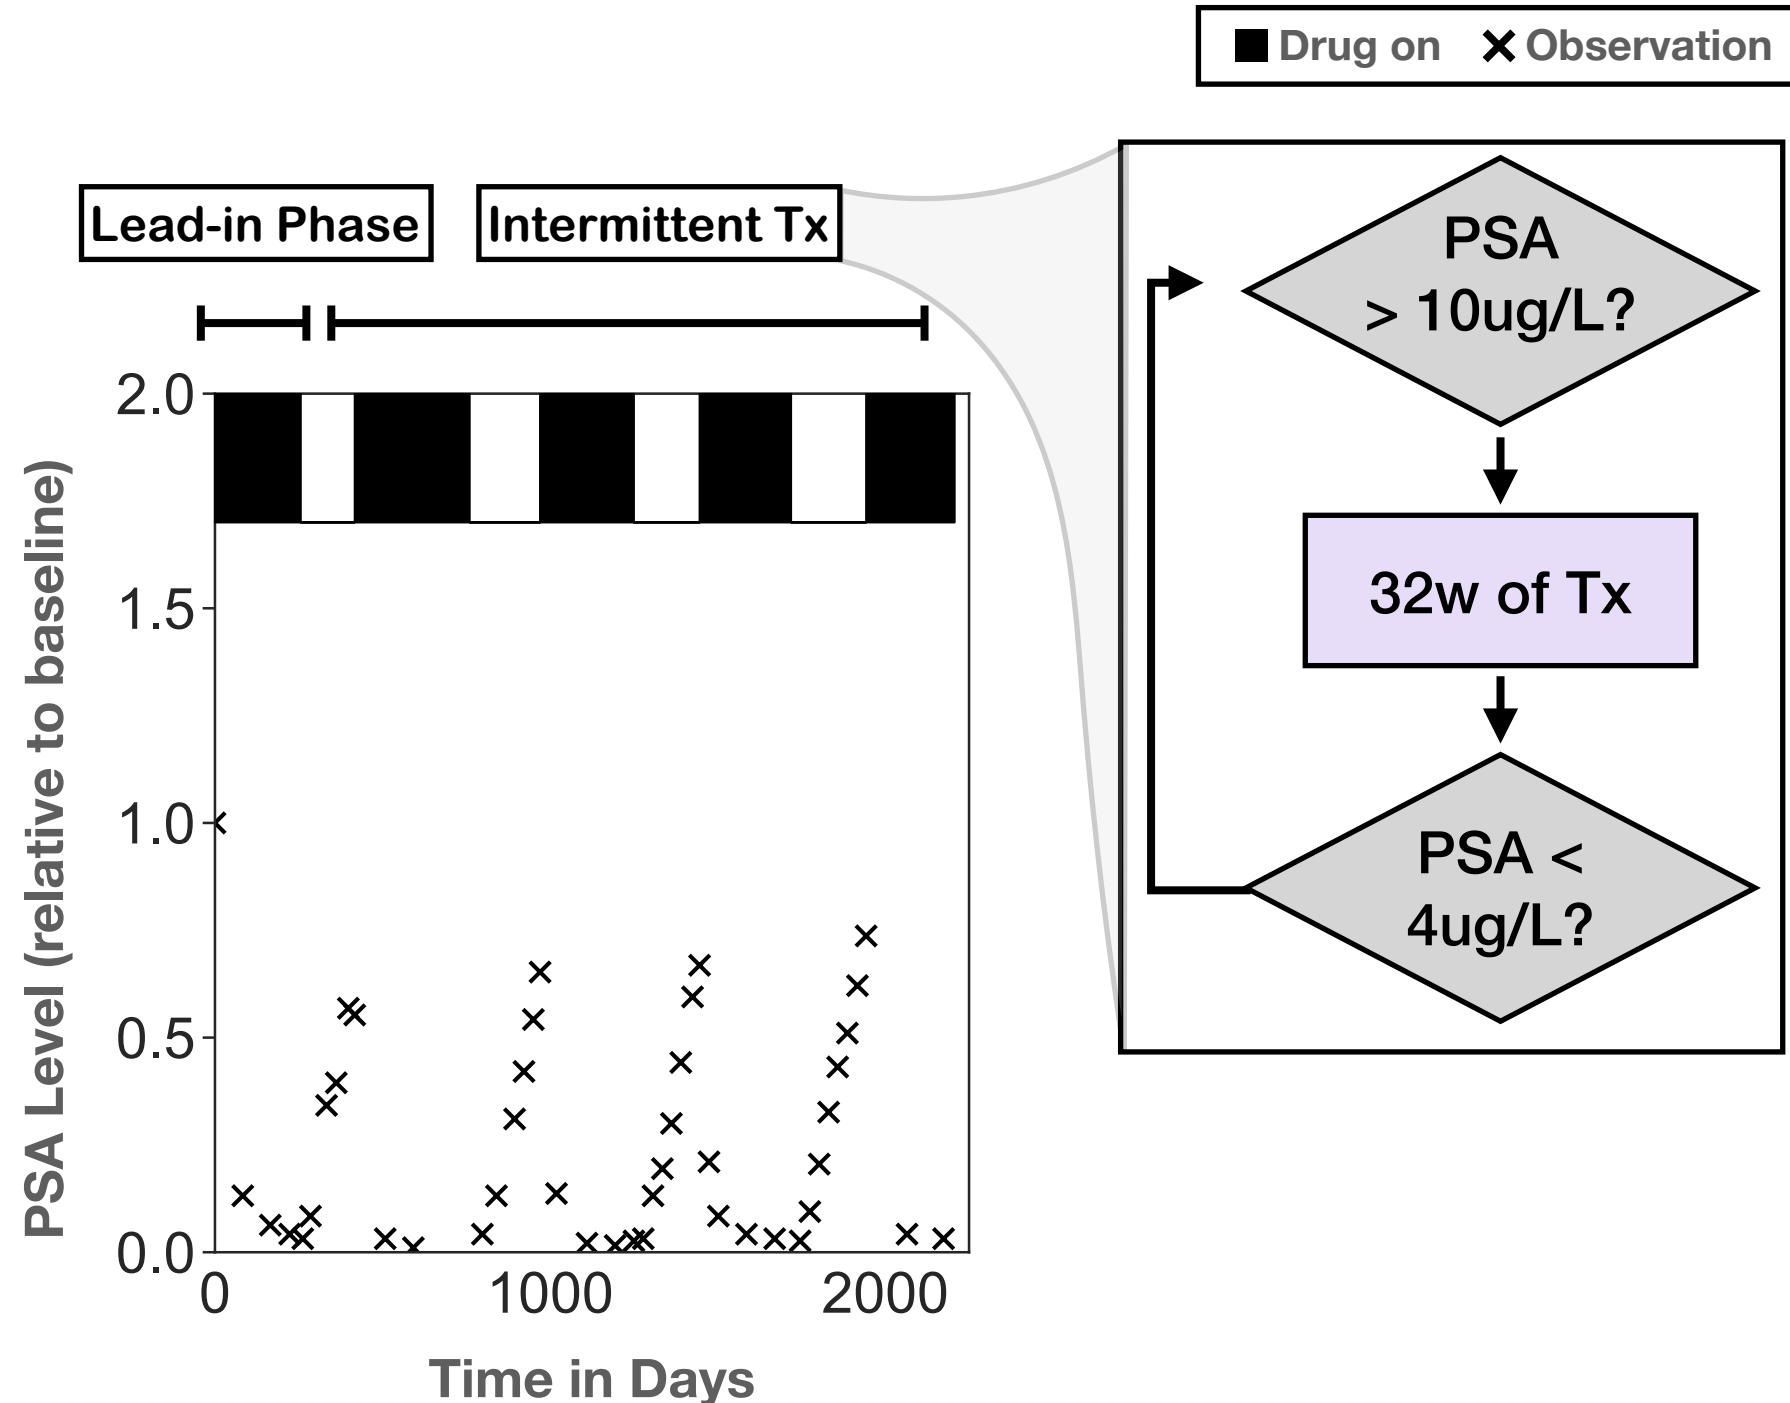 Drug on
Observation
Lead-in Phase
Intermittent Tx
PSA
> 10ug/L?
32w of Tx
PSA <
4ug/L?
PSA Level (relative to baseline)
2.0
1.5
1.0
0.5
0.0
0
1000
2000
Time in Days